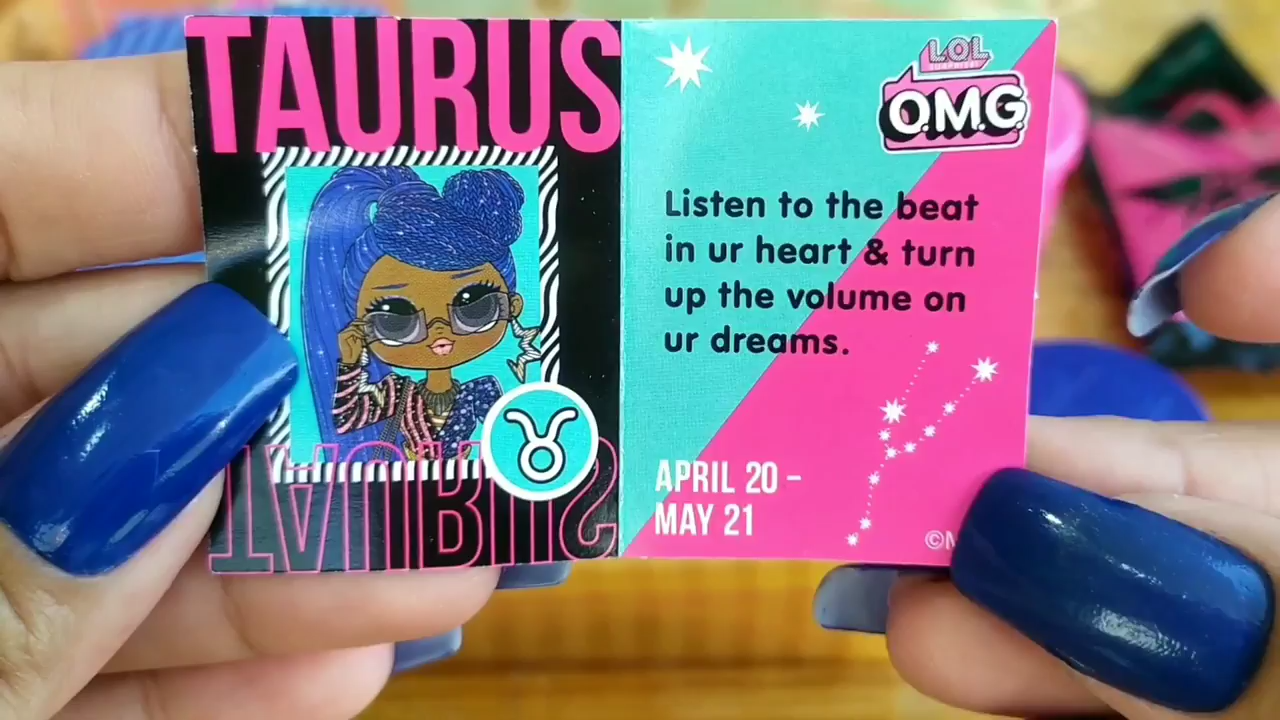 TAURUS
TAURUS
LOL
SURPRISE!
O.M.G.
Listen to the beat
in ur heart & turn
up the volume on
ur dreams.
APRIL 20 -
MAY 21
©M